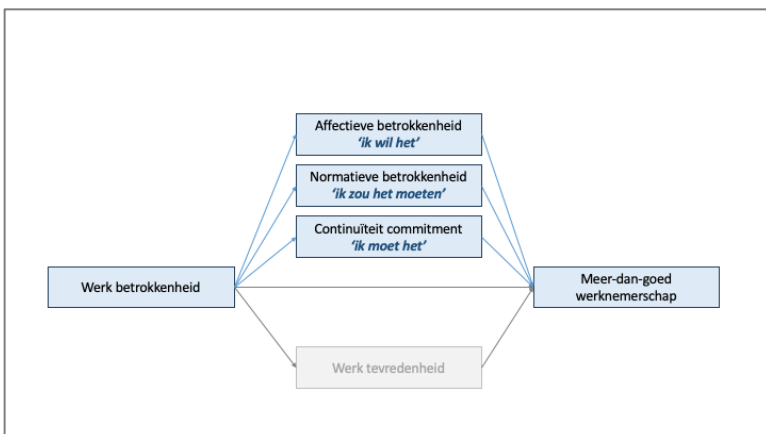 Affectieve betrokkenheid
‘ik wil het’
Normatieve betrokkenheid
‘ik zou het moeten’
Continuïteit commitment
‘ik moet het’
Werk betrokkenheid
Meer-dan-goed
werknemerschap
Werk tevredenheid